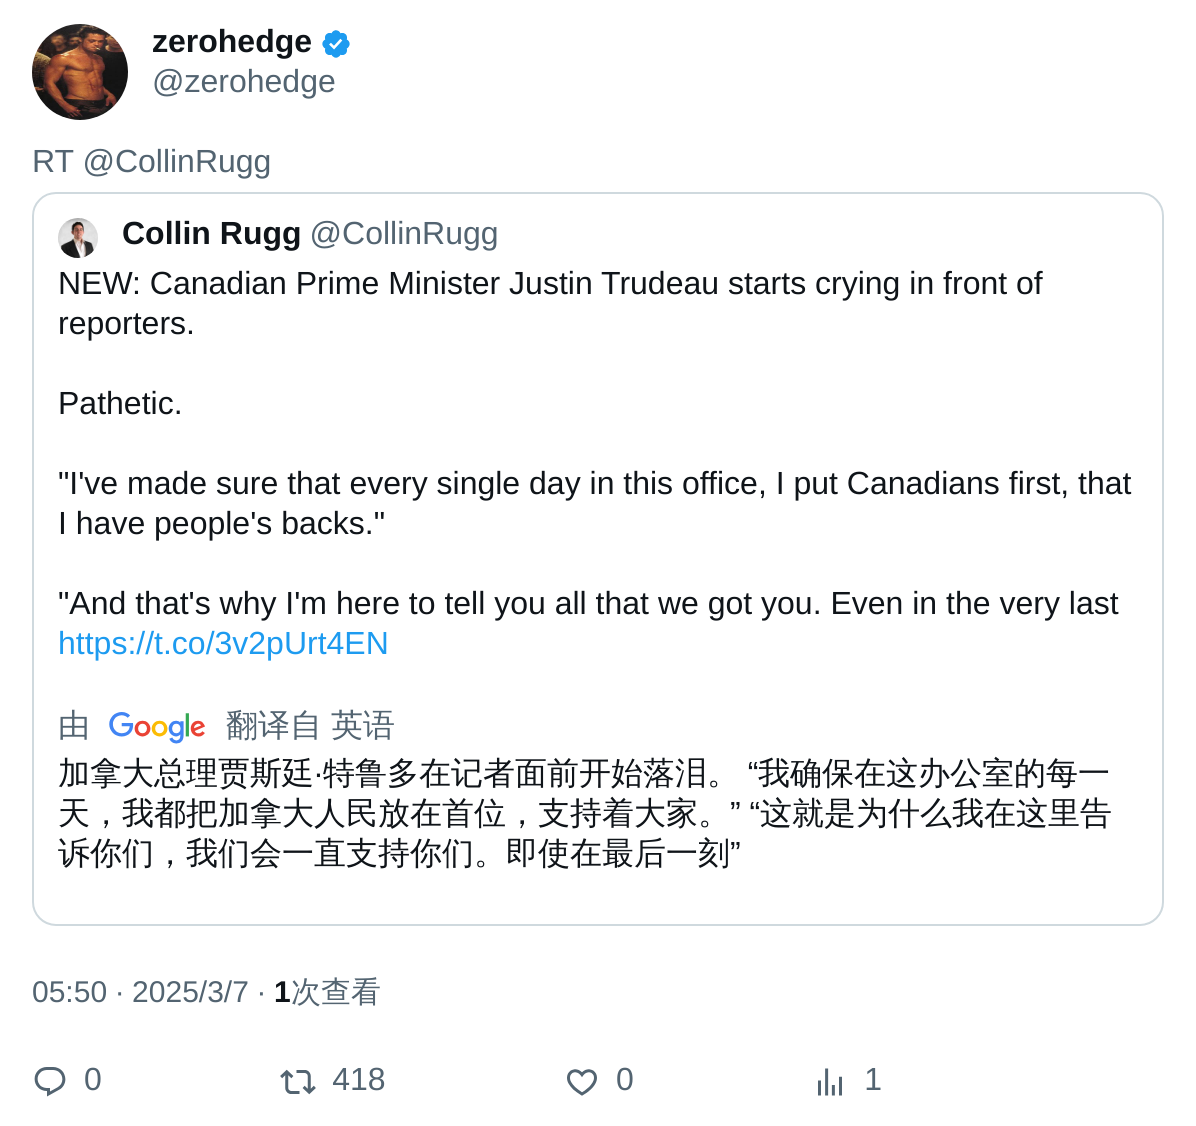 zerohedge
@zerohedge
RT @CollinRugg
Collin Rugg @CollinRugg
NEW: Canadian Prime Minister Justin Trudeau starts crying in front of
reporters.
Pathetic.
"I've made sure that every single day in this office, I put Canadians first, that
I have people's backs."
"And that's why I'm here to tell you all that we got you. Even in the very last
https://t.co/3v2pUrt4EN
由 Google 翻译自 英语
加拿大总理贾斯廷·特鲁多在记者面前开始落泪。 “我确保在这办公室的每一
天，我都把加拿大人民放在首位，支持着大家。” “这就是为什么我在这里告
诉你们，我们会一直支持你们。即使在最后一刻”
05:50 · 2025/3/7 · 1次查看
0 418 0 1